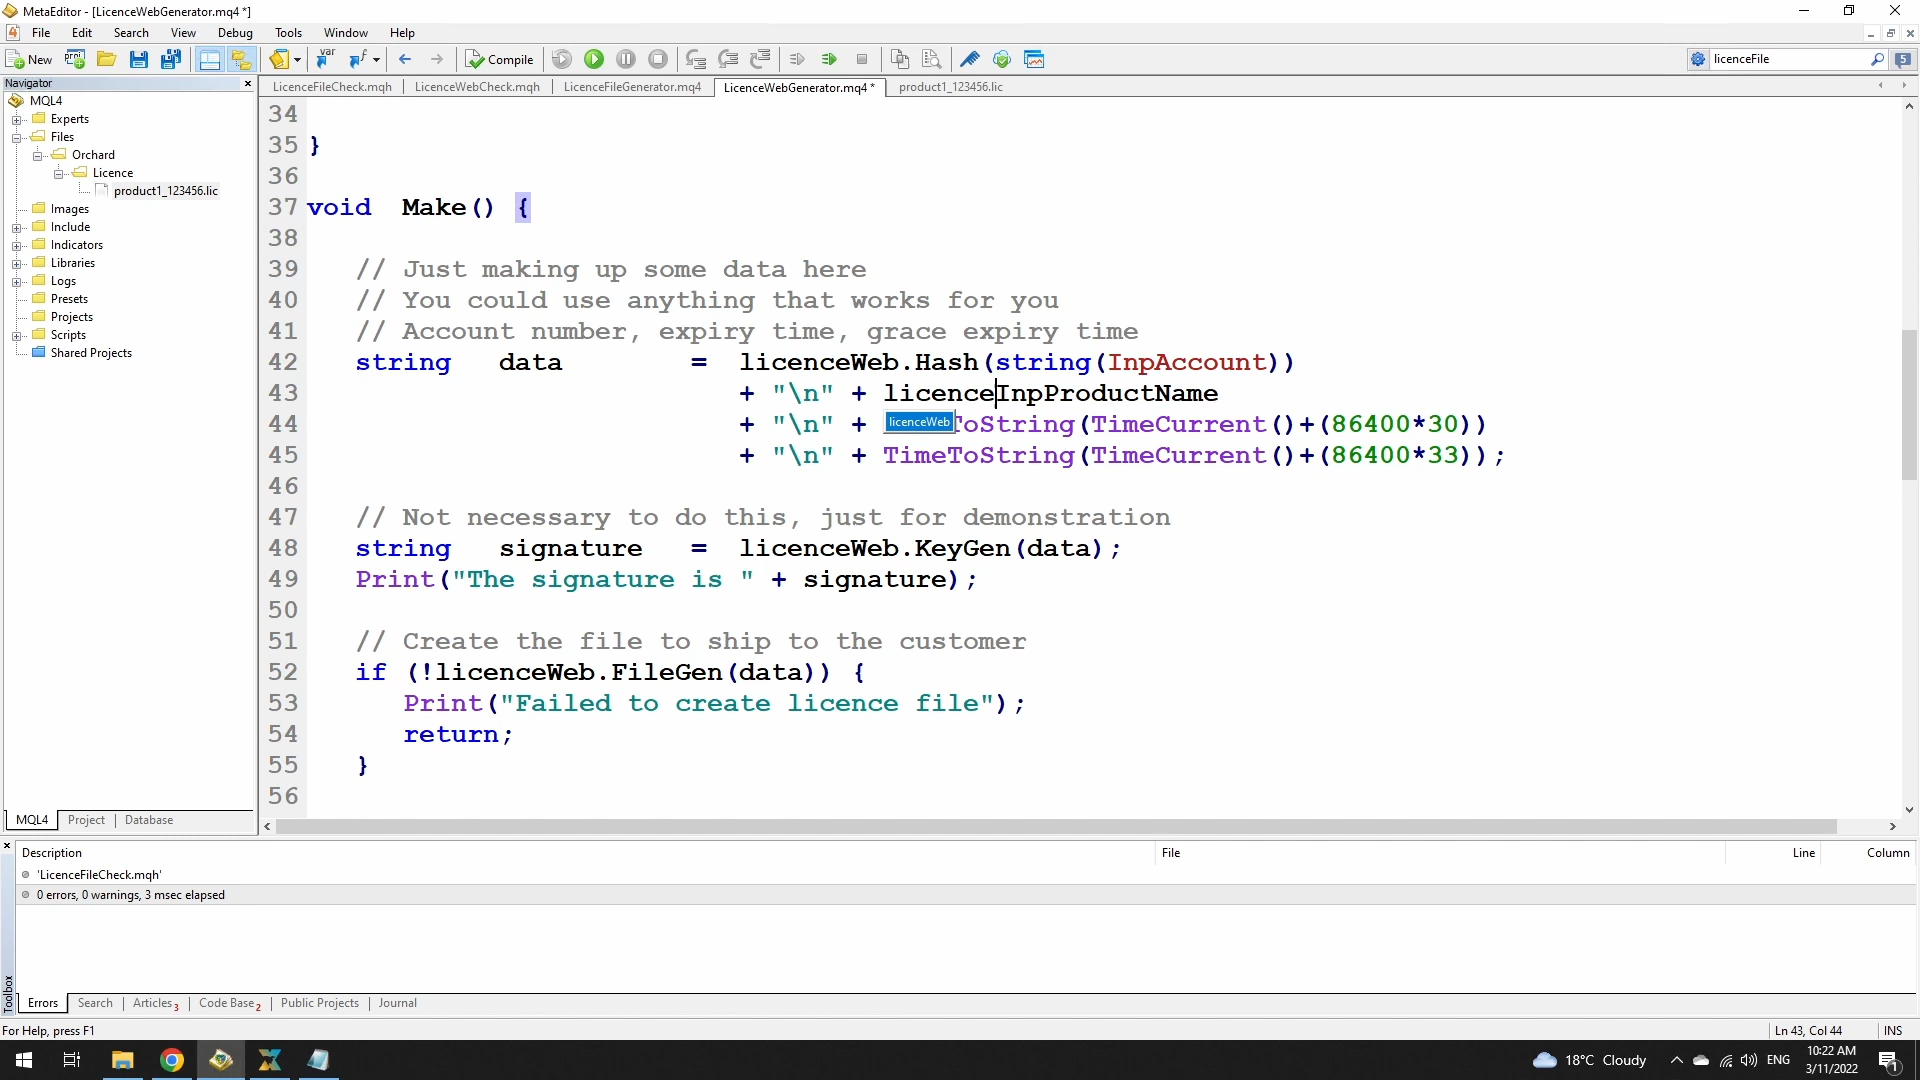 MetaEditor - [LicenceWebGenerator.mq4 *]
File Edit Search View Debug Tools Window Help
New Compile licenceFile 5
Navigator
LicenceFileCheck.mqh LicenceWebCheck.mqh LicenceFileGenerator.mq4 LicenceWebGenerator.mq4 * product1_123456.lic
MQL4
Experts
Files
Orchard
Licence
product1_123456.lic
Images
Include
Indicators
Libraries
Logs
Presets
Projects
Scripts
Shared Projects
MQL4 Project Database
34
35 }
36
37 void Make() {
38
39 // Just making up some data here
40 // You could use anything that works for you
41 // Account number, expiry time, grace expiry time
42 string data = licenceWeb.Hash(string(InpAccount))
43 + "\n" + licenceInpProductName
44 + "\n" + licenceWeb ToString(TimeCurrent()+(86400*30))
45 + "\n" + TimeToString(TimeCurrent()+(86400*33));
46
47 // Not necessary to do this, just for demonstration
48 string signature = licenceWeb.KeyGen(data);
49 Print("The signature is " + signature);
50
51 // Create the file to ship to the customer
52 if (!licenceWeb.FileGen(data)) {
53 Print("Failed to create licence file");
54 return;
55 }
56
Description File Line Column
'LicenceFileCheck.mqh'
0 errors, 0 warnings, 3 msec elapsed
Toolbox
Errors Search Articles 3 Code Base 2 Public Projects Journal
For Help, press F1 Ln 43, Col 44 INS
18°C Cloudy ENG 10:22 AM
3/11/2022 1